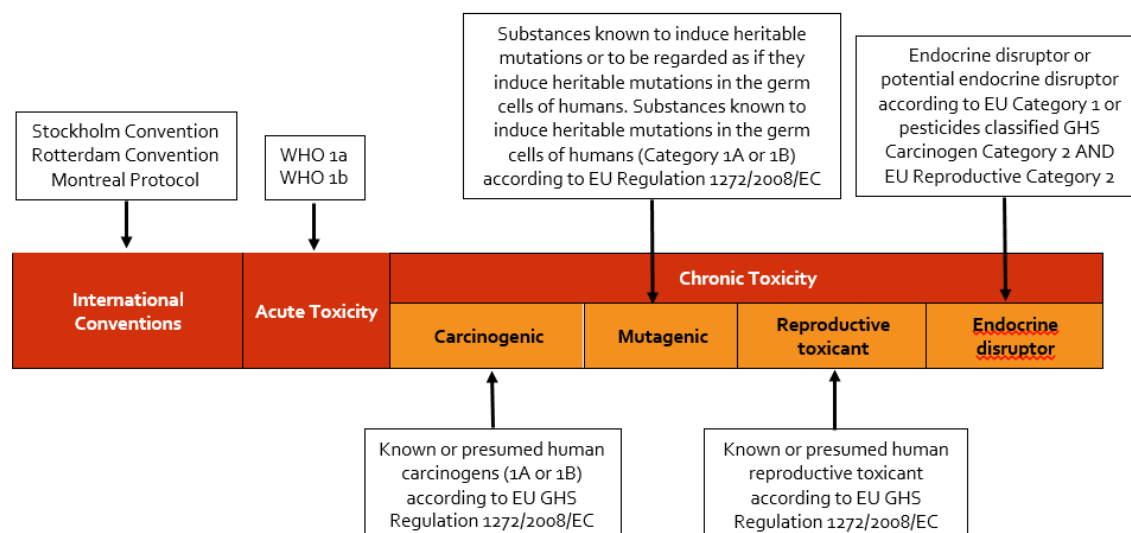 Stockholm Convention
Rotterdam Convention
Montreal Protocol
WHO 1a
WHO 1b
Substances known to induce heritable
mutations or to be regarded as if they
induce heritable mutations in the germ
cells of humans. Substances known to
induce heritable mutations in the germ
cells of humans (Category 1A or 1B)
according to EU Regulation 1272/2008/EC
Endocrine disruptor or
potential endocrine disruptor
according to EU Category 1 or
pesticides classified GHS
Carcinogen Category 2 AND
EU Reproductive Category 2
International
Conventions
Acute Toxicity
Chronic Toxicity
Carcinogenic
Mutagenic
Reproductive
toxicant
Endocrine
disruptor
Known or presumed human
carcinogens (1A or 1B)
according to EU GHS
Regulation 1272/2008/EC
Known or presumed human
reproductive toxicant
according to EU GHS
Regulation 1272/2008/EC